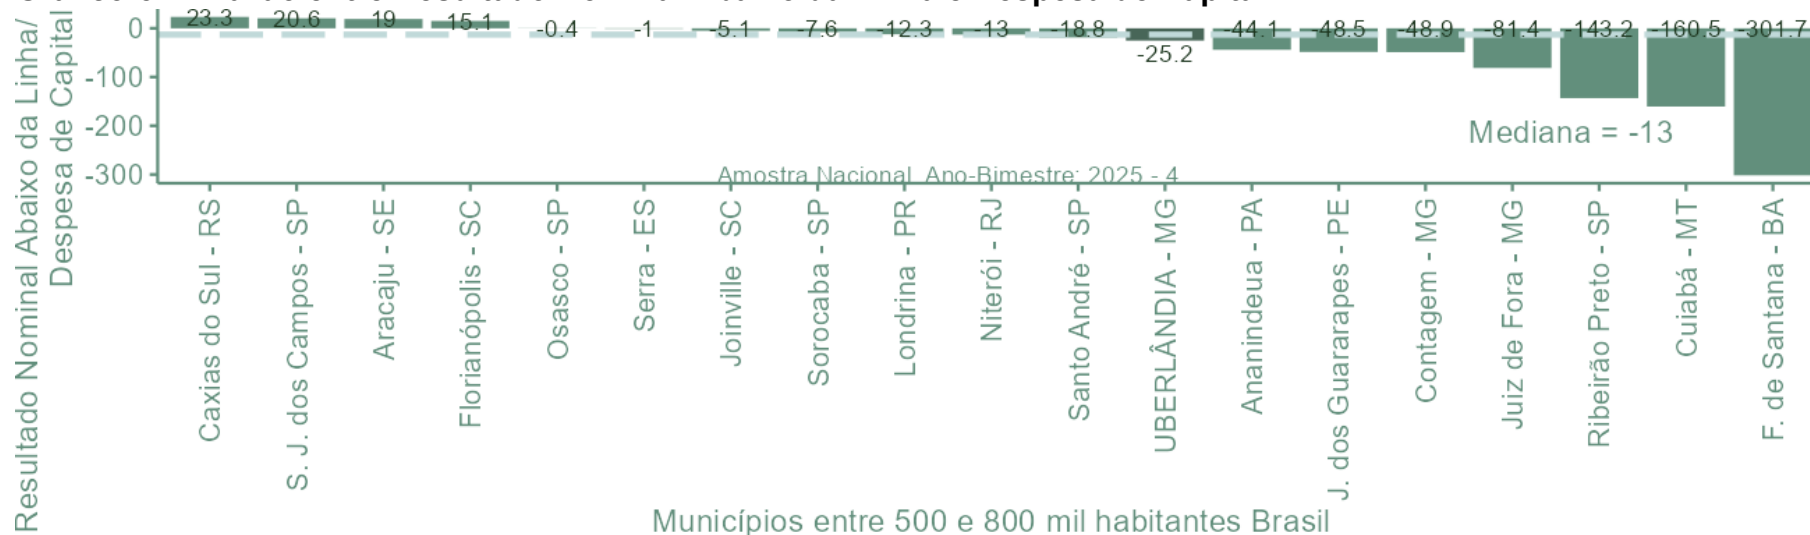 Resultado Nominal Abaixo da Linha/
Despesa de Capital
0
-100
-200
-300
23.3
20.6
19
15.1
-0.4
-1
-5.1
-7.6
-12.3
-13
-18.8
-25.2
-44.1
-48.5
-48.9
-81.4
-143.2
-160.5
-301.7
Mediana = -13
Amostra Nacional Ano-Bimestre: 2025 - 4
Caxias do Sul - RS
S. J. dos Campos - SP
Aracaju - SE
Florianópolis - SC
Osasco - SP
Serra - ES
Joinville - SC
Sorocaba - SP
Londrina - PR
Niterói - RJ
Santo André - SP
UBERLÂNDIA - MG
Ananindeua - PA
J. dos Guararapes - PE
Contagem - MG
Juiz de Fora - MG
Ribeirão Preto - SP
Cuiabá - MT
F. de Santana - BA
Municípios entre 500 e 800 mil habitantes Brasil